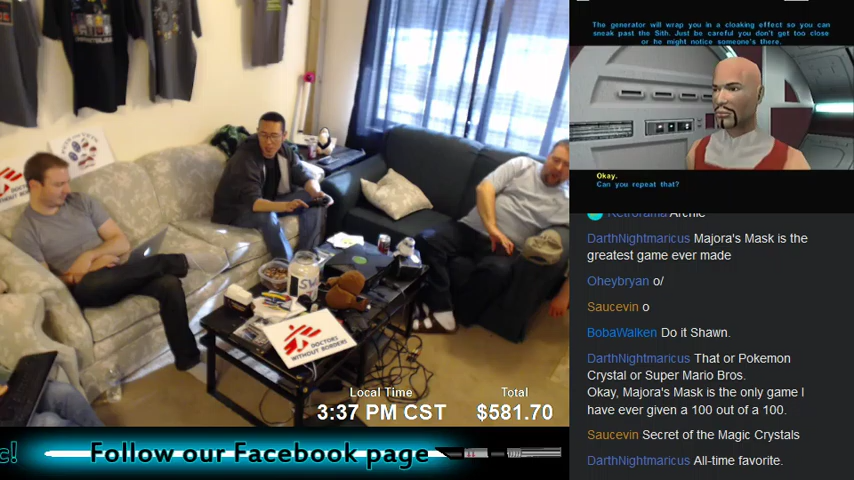 The generator will wrap you in a cloaking effect so you can
sneak past the Sith. Just be careful you don't get too close
or he might notice someone's there.
Okay.
Can you repeat that?
Retrorama Archie
DarthNightmaricus Majora's Mask is the
greatest game ever made
Oheybryan o/
Saucevin o
BobaWalken Do it Shawn.
DarthNightmaricus That or Pokemon
Crystal or Super Mario Bros.
Okay, Majora's Mask is the only game I
have ever given a 100 out of a 100.
Saucevin Secret of the Magic Crystals
DarthNightmaricus All-time favorite.
DOCTORS
WITHOUT BORDERS
Local Time
3:37 PM CST
Total
$581.70
c!
Follow our Facebook page